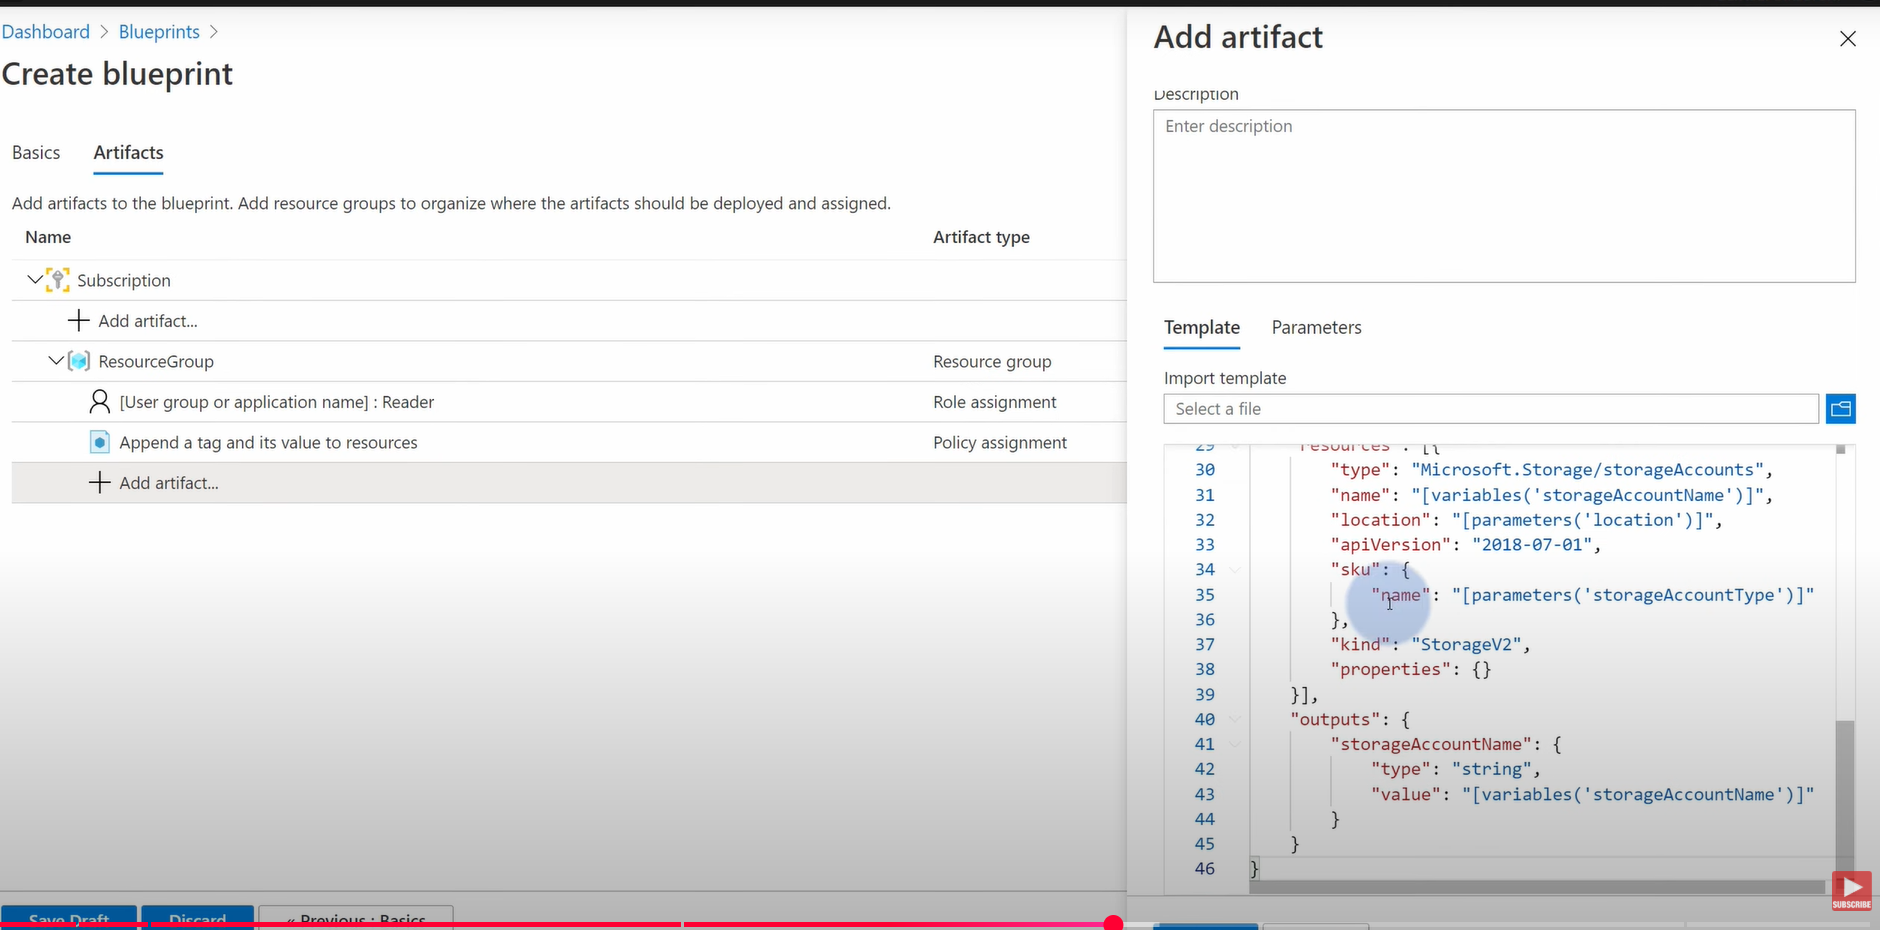 Dashboard > Blueprints >
Create blueprint
Basics Artifacts
Add artifacts to the blueprint. Add resource groups to organize where the artifacts should be deployed and assigned.
Name Artifact type
Subscription
Add artifact...
ResourceGroup Resource group
[User group or application name] : Reader Role assignment
Append a tag and its value to resources Policy assignment
Add artifact...
Save Draft Discard « Previous : Basics
Add artifact
Description
Enter description
Template Parameters
Import template
Select a file
29 "resources": [{
30 "type": "Microsoft.Storage/storageAccounts",
31 "name": "[variables('storageAccountName')]",
32 "location": "[parameters('location')]",
33 "apiVersion": "2018-07-01",
34 "sku": {
35 "name": "[parameters('storageAccountType')]"
36 },
37 "kind": "StorageV2",
38 "properties": {}
39 }],
40 "outputs": {
41 "storageAccountName": {
42 "type": "string",
43 "value": "[variables('storageAccountName')]"
44 }
45 }
46 }
SUBSCRIBE